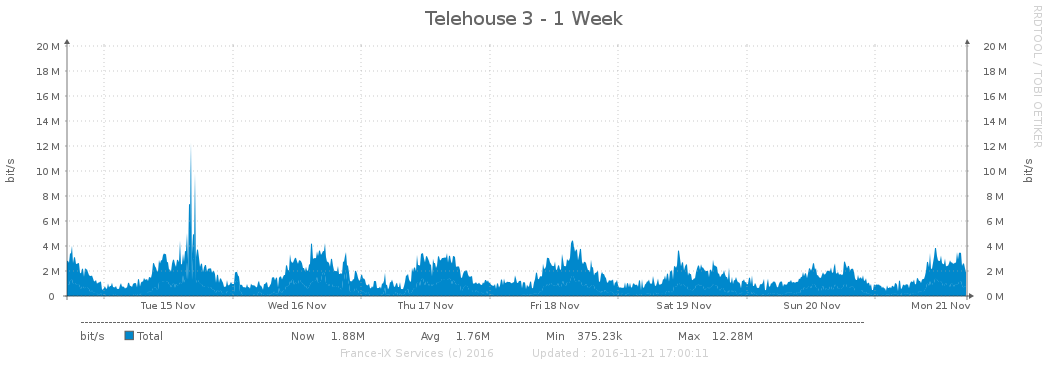 Telehouse 3 - 1 Week
RRDTOOL / TOBI OETIKER
20 M 20 M
18 M 18 M
16 M 16 M
14 M 14 M
12 M 12 M
10 M 10 M
8 M 8 M
6 M 6 M
4 M 4 M
2 M 2 M
0 0 M
bit/s bit/s
Tue 15 Nov Wed 16 Nov Thu 17 Nov Fri 18 Nov Sat 19 Nov Sun 20 Nov Mon 21 Nov
bit/s Total Now 1.88M Avg 1.76M Min 375.23k Max 12.28M
France-IX Services (c) 2016 Updated : 2016-11-21 17:00:11